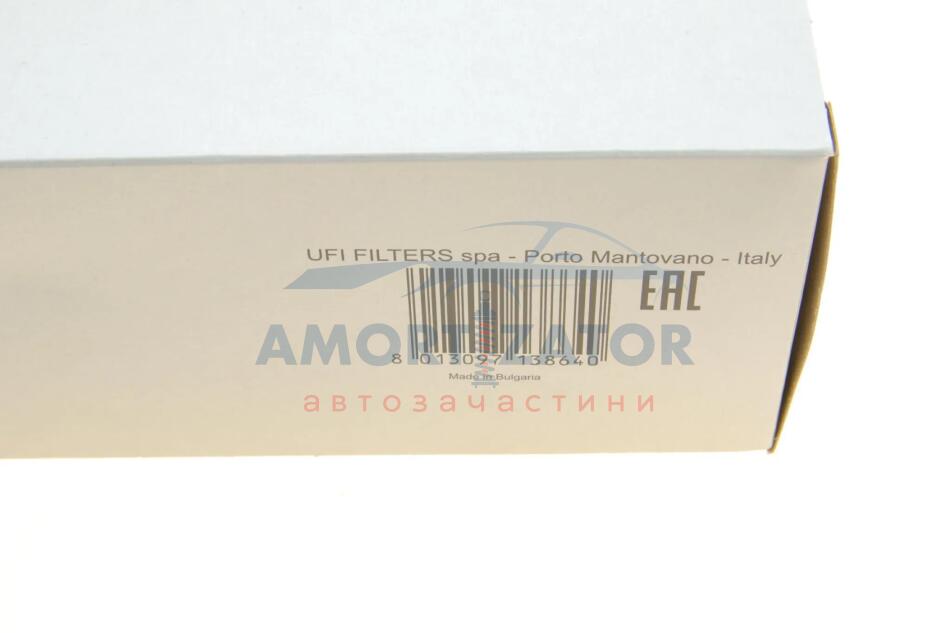 UFI FILTERS spa - Porto Mantovano - Italy
EAC
AMORTIZATOR
8 013097 138640
Made in Bulgaria
автозачастини